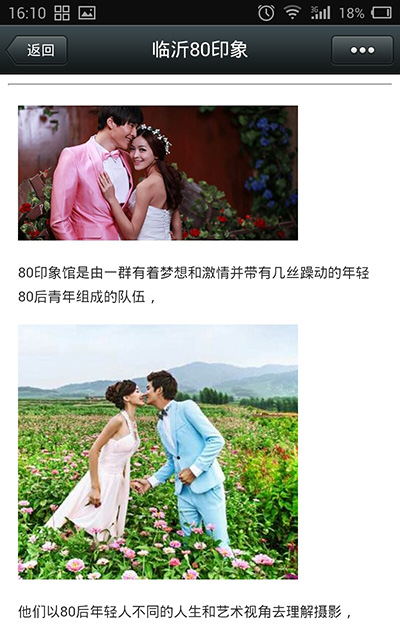 16:10
3G
18%
返回
临沂80印象
80印象馆是由一群有着梦想和激情并带有几丝躁动的年轻
80后青年组成的队伍，
他们以80后年轻人不同的人生和艺术视角去理解摄影，